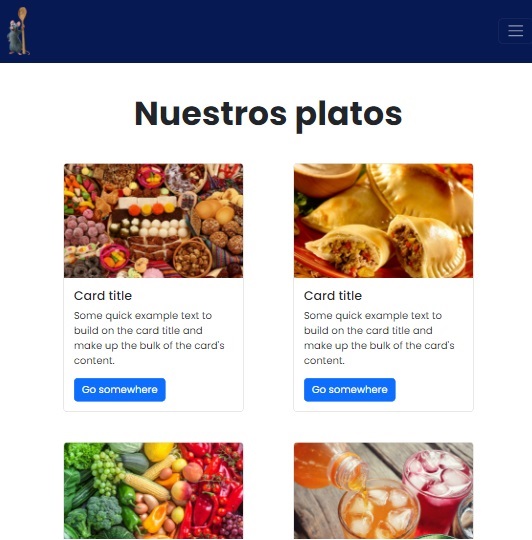 Nuestros platos
Card title
Some quick example text to
build on the card title and
make up the bulk of the card's
content.
Go somewhere
Card title
Some quick example text to
build on the card title and
make up the bulk of the card's
content.
Go somewhere